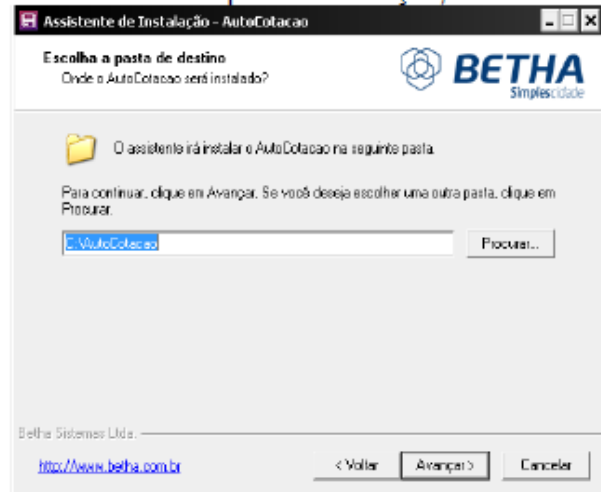 Assistente de Instalação - AutoCotacao
Escolha a pasta de destino
Onde o AutoCotacao será instalado?
BETHA
Simplescidade
O assistente irá instalar o AutoCotacao na seguinte pasta.
Para continuar, clique em Avançar. Se você deseja escolher uma outra pasta, clique em
Procurar.
C:\AutoCotacao
Procurar...
Betha Sistemas Ltda.
http://www.betha.com.br
< Voltar
Avançar >
Cancelar